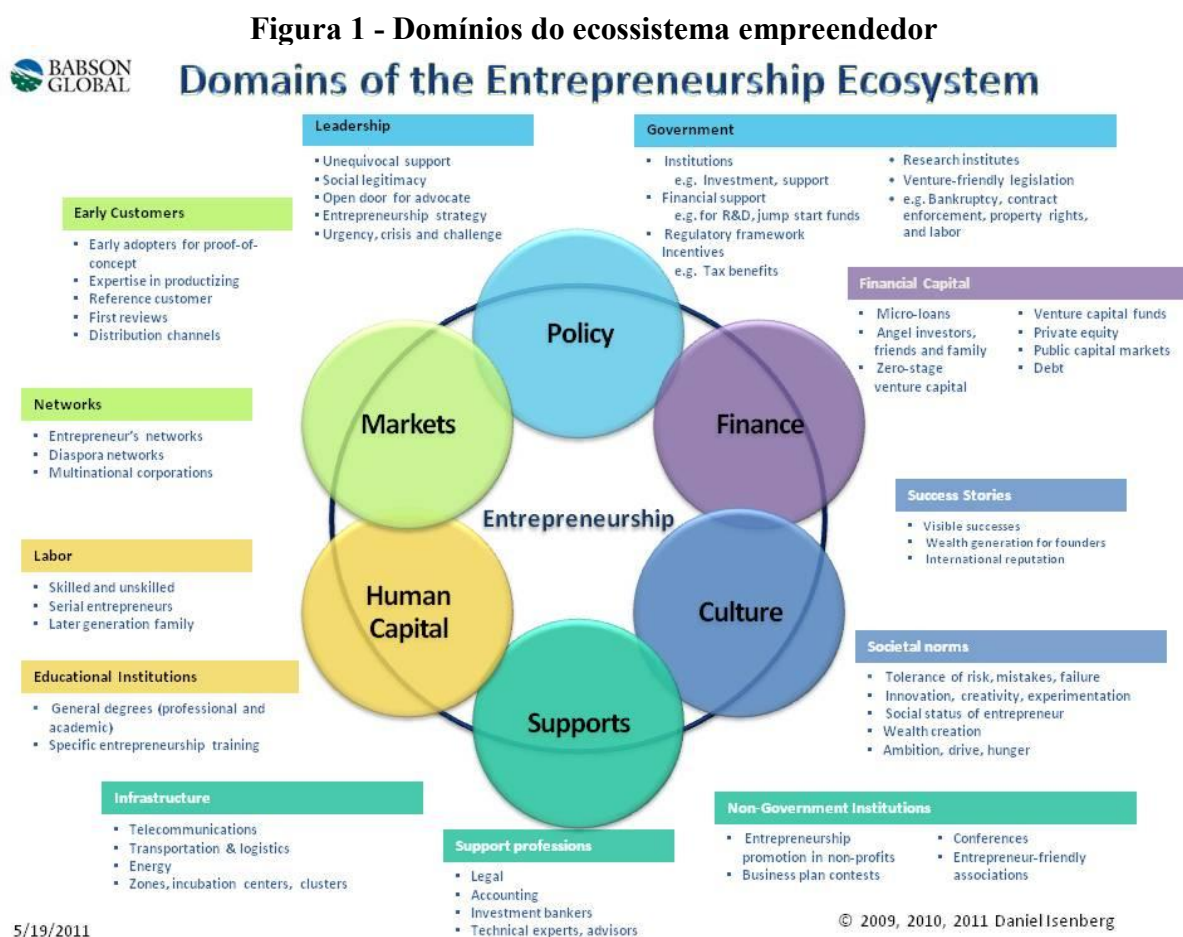 Figura 1 - Domínios do ecossistema empreendedor
BABSON
GLOBAL
Domains of the Entrepreneurship Ecosystem
Leadership
▪ Unequivocal support
▪ Social legitimacy
▪ Open door for advocate
▪ Entrepreneurship strategy
▪ Urgency, crisis and challenge
Government
▪ Institutions
e.g. Investment, support
▪ Financial support
e.g. for R&D, jump start funds
▪ Regulatory framework
Incentives
e.g. Tax benefits
• Research institutes
• Venture-friendly legislation
• e.g. Bankruptcy, contract
enforcement, property rights,
and labor
Early Customers
▪ Early adopters for proof-of-
concept
▪ Expertise in productizing
▪ Reference customer
▪ First reviews
▪ Distribution channels
Financial Capital
▪ Micro-loans
▪ Angel investors,
friends and family
▪ Zero-stage
venture capital
▪ Venture capital funds
▪ Private equity
▪ Public capital markets
▪ Debt
Networks
▪ Entrepreneur's networks
▪ Diaspora networks
▪ Multinational corporations
Policy
Markets
Finance
Entrepreneurship
Human
Capital
Culture
Supports
Success Stories
▪ Visible successes
▪ Wealth generation for founders
▪ International reputation
Labor
▪ Skilled and unskilled
▪ Serial entrepreneurs
▪ Later generation family
Societal norms
▪ Tolerance of risk, mistakes, failure
▪ Innovation, creativity, experimentation
▪ Social status of entrepreneur
▪ Wealth creation
▪ Ambition, drive, hunger
Educational Institutions
▪ General degrees (professional and
academic)
▪ Specific entrepreneurship training
Infrastructure
▪ Telecommunications
▪ Transportation & logistics
▪ Energy
▪ Zones, incubation centers, clusters
Support professions
▪ Legal
▪ Accounting
▪ Investment bankers
▪ Technical experts, advisors
Non-Government Institutions
▪ Entrepreneurship
promotion in non-profits
▪ Business plan contests
• Conferences
• Entrepreneur-friendly
associations
5/19/2011
© 2009, 2010, 2011 Daniel Isenberg